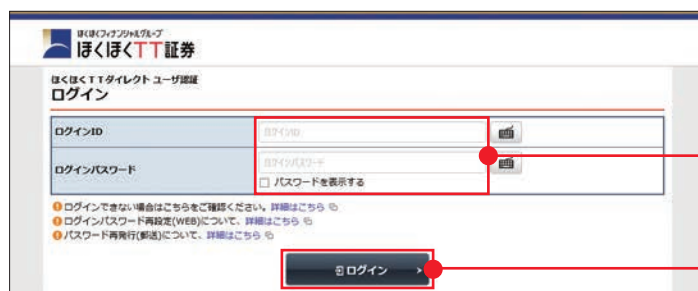 ほくほくフィナンシャルグループ
ほくほくTT証券
ほくほくTTダイレクト ユーザ認証
ログイン
ログインID
ログインID
ログインパスワード
ログインパスワード
パスワードを表示する
ログインできない場合はこちらをご確認ください。詳細はこちら
ログインパスワード再設定(WEB)について、詳細はこちら
パスワード再発行(郵送)について、詳細はこちら
ログイン